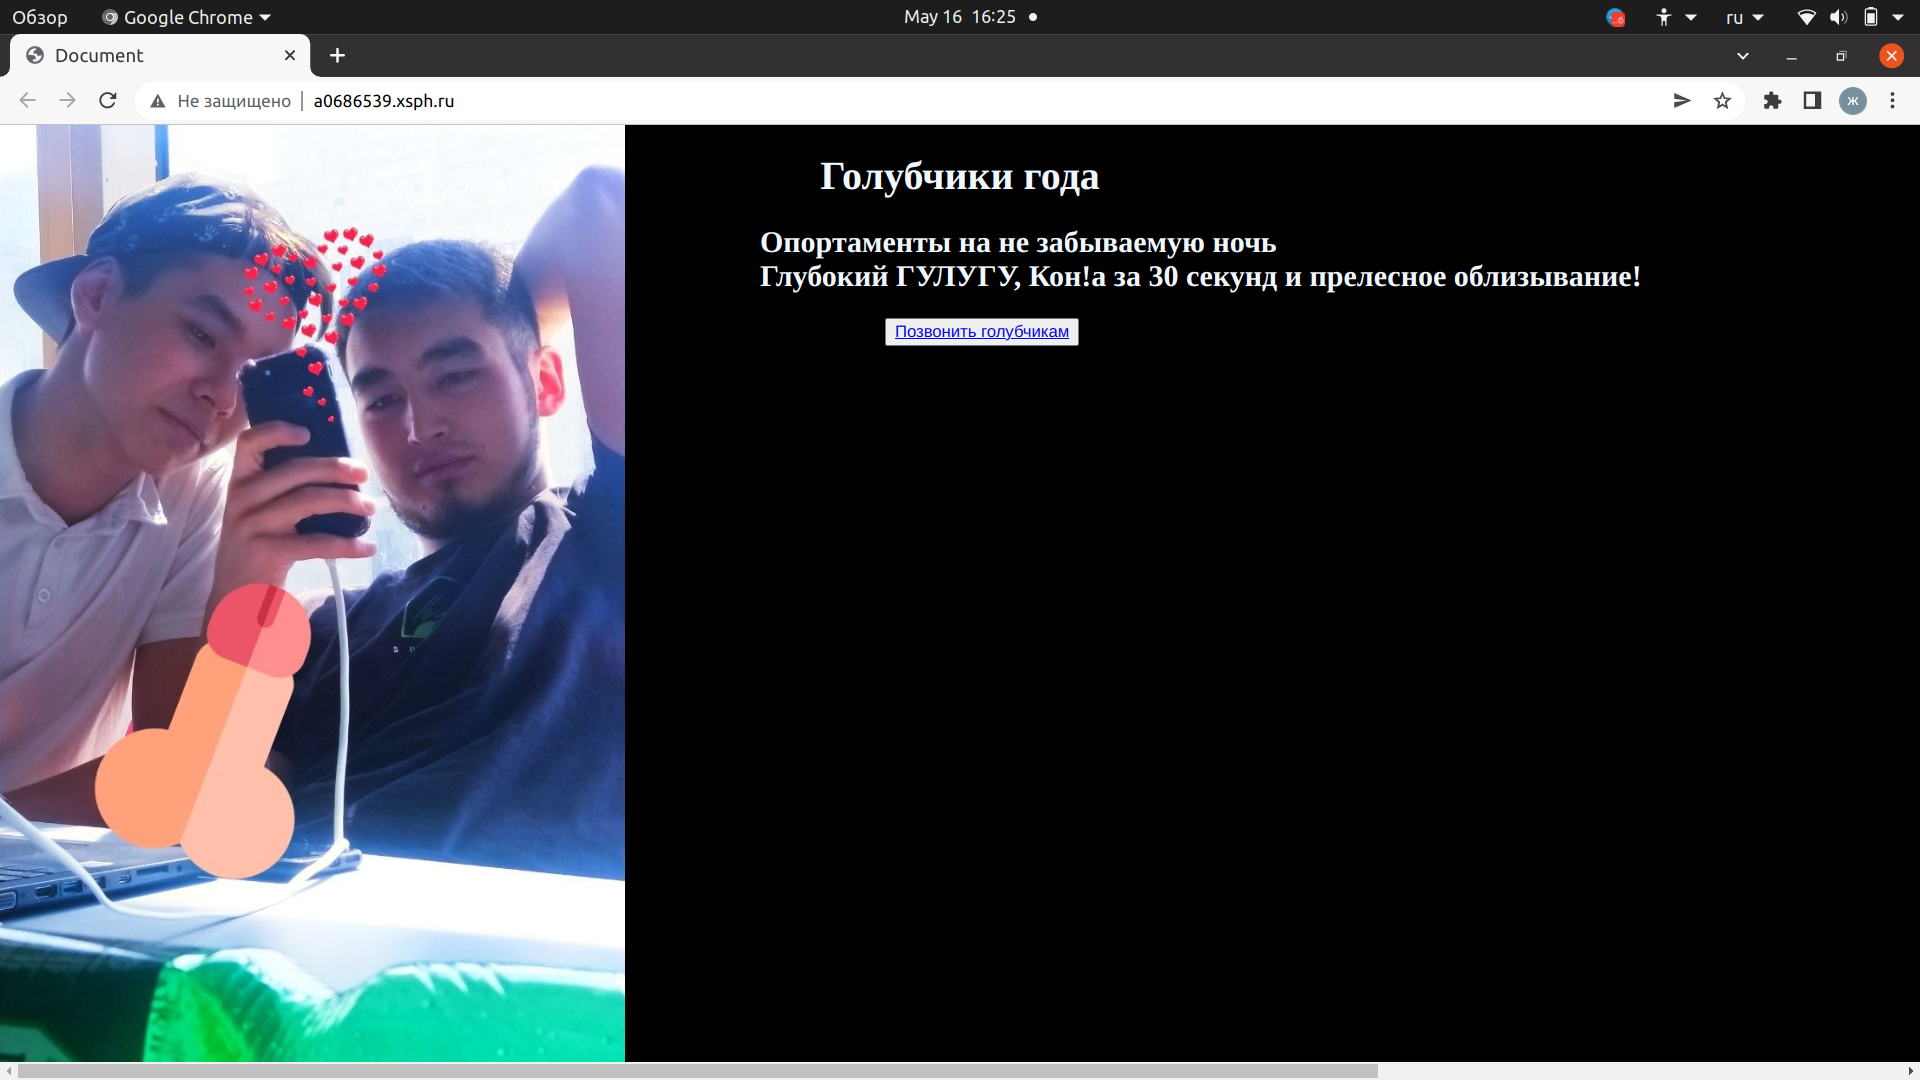 Обзор
Google Chrome
May 16 16:25
ru
Document
Не защищено
a0686539.xsph.ru
ж
Голубчики года
Опортаменты на не забываемую ночь
Глубокий ГУЛУГУ, Кон!а за 30 секунд и прелесное облизывание!
Позвонить голубчикам